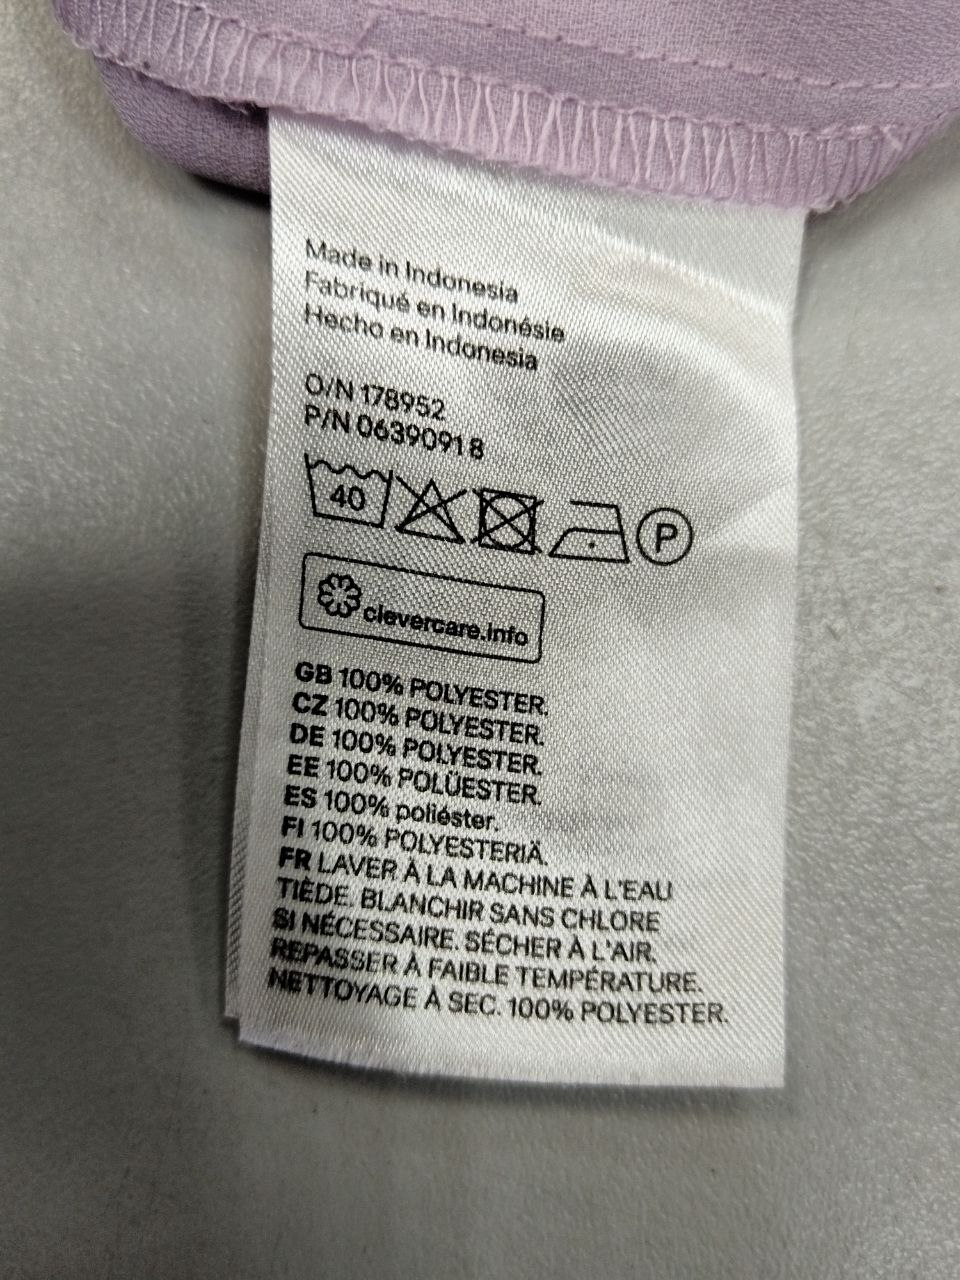 Made in Indonesia
Fabriqué en Indonésie
Hecho en Indonesia
O/N 178952
P/N 06390918
40 P
clevercare.info
GB 100% POLYESTER.
CZ 100% POLYESTER.
DE 100% POLYESTER.
EE 100% POLÜESTER.
ES 100% poliéster.
FI 100% POLYESTERIÄ.
FR LAVER À LA MACHINE À L'EAU
TIÈDE. BLANCHIR SANS CHLORE
SI NÉCESSAIRE. SÉCHER À L'AIR.
REPASSER À FAIBLE TEMPÉRATURE.
NETTOYAGE À SEC. 100% POLYESTER.